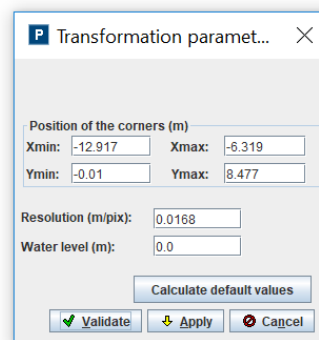 P Transformation paramet...
Position of the corners (m)
Xmin: -12.917 Xmax: -6.319
Ymin: -0.01 Ymax: 8.477
Resolution (m/pix): 0.0168
Water level (m): 0.0
Calculate default values
Validate Apply Cancel